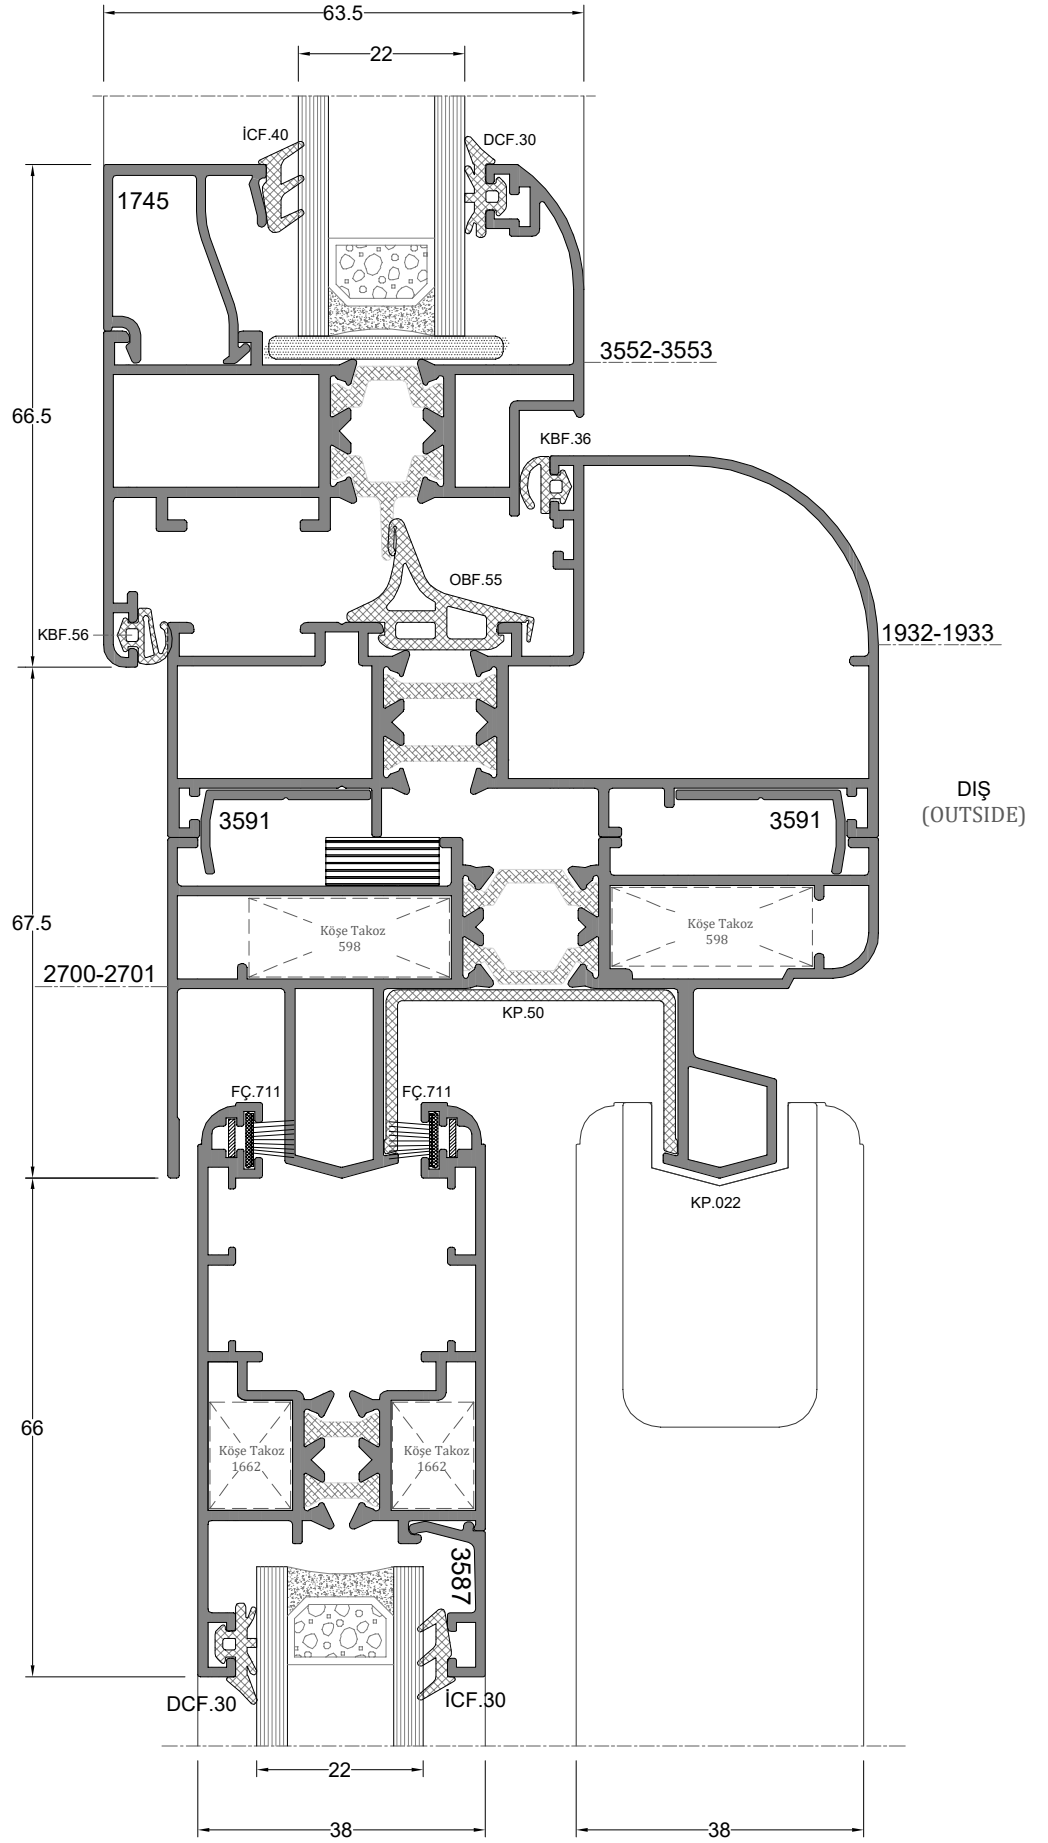 63.5
22
İCF.40
DCF.30
1745
3552-3553
66.5
KBF.36
OBF.55
KBF.56
1932-1933
DIŞ
(OUTSIDE)
3591
3591
67.5
Köşe Takoz
598
Köşe Takoz
598
2700-2701
KP.50
FÇ.711
FÇ.711
KP.022
66
Köşe Takoz
1662
Köşe Takoz
1662
3587
DCF.30
İCF.30
22
38
38